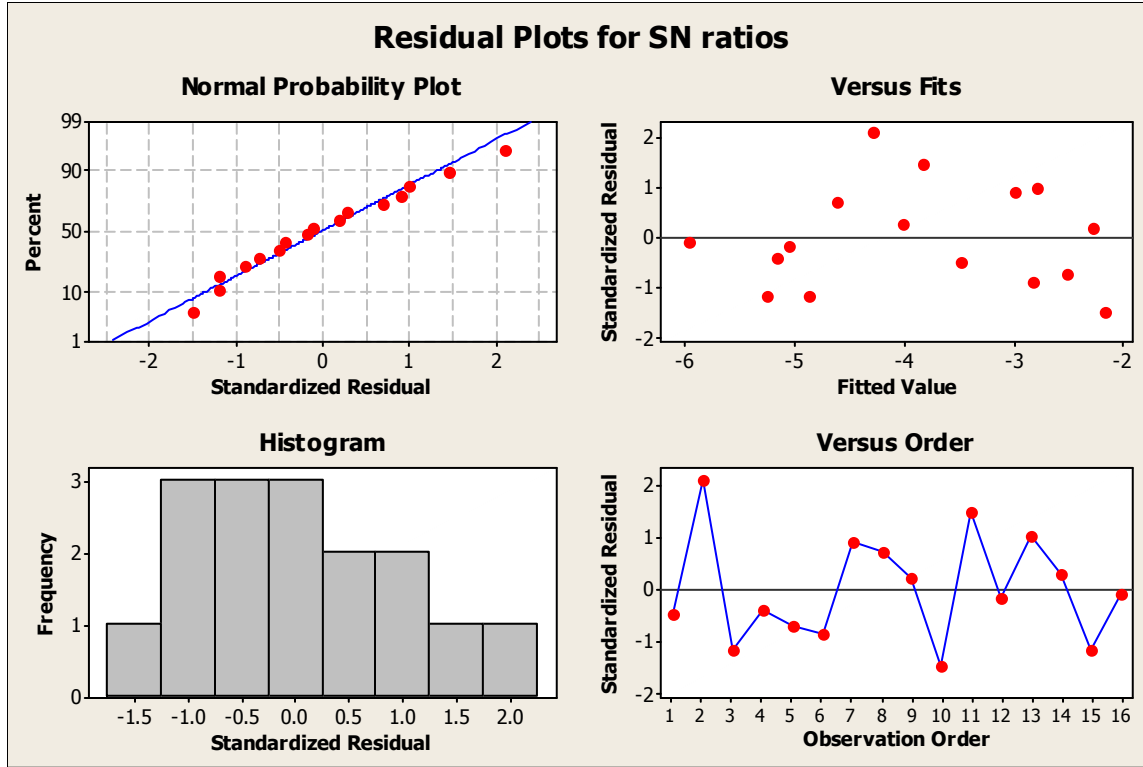 Residual Plots for SN ratios
Normal Probability Plot
99
90
50
10
1
Percent
-2 -1 0 1 2
Standardized Residual
Versus Fits
2
1
0
-1
-2
Standardized Residual
-6 -5 -4 -3 -2
Fitted Value
Histogram
3
2
1
0
Frequency
-1.5 -1.0 -0.5 0.0 0.5 1.0 1.5 2.0
Standardized Residual
Versus Order
2
1
0
-1
-2
Standardized Residual
1 2 3 4 5 6 7 8 9 10 11 12 13 14 15 16
Observation Order